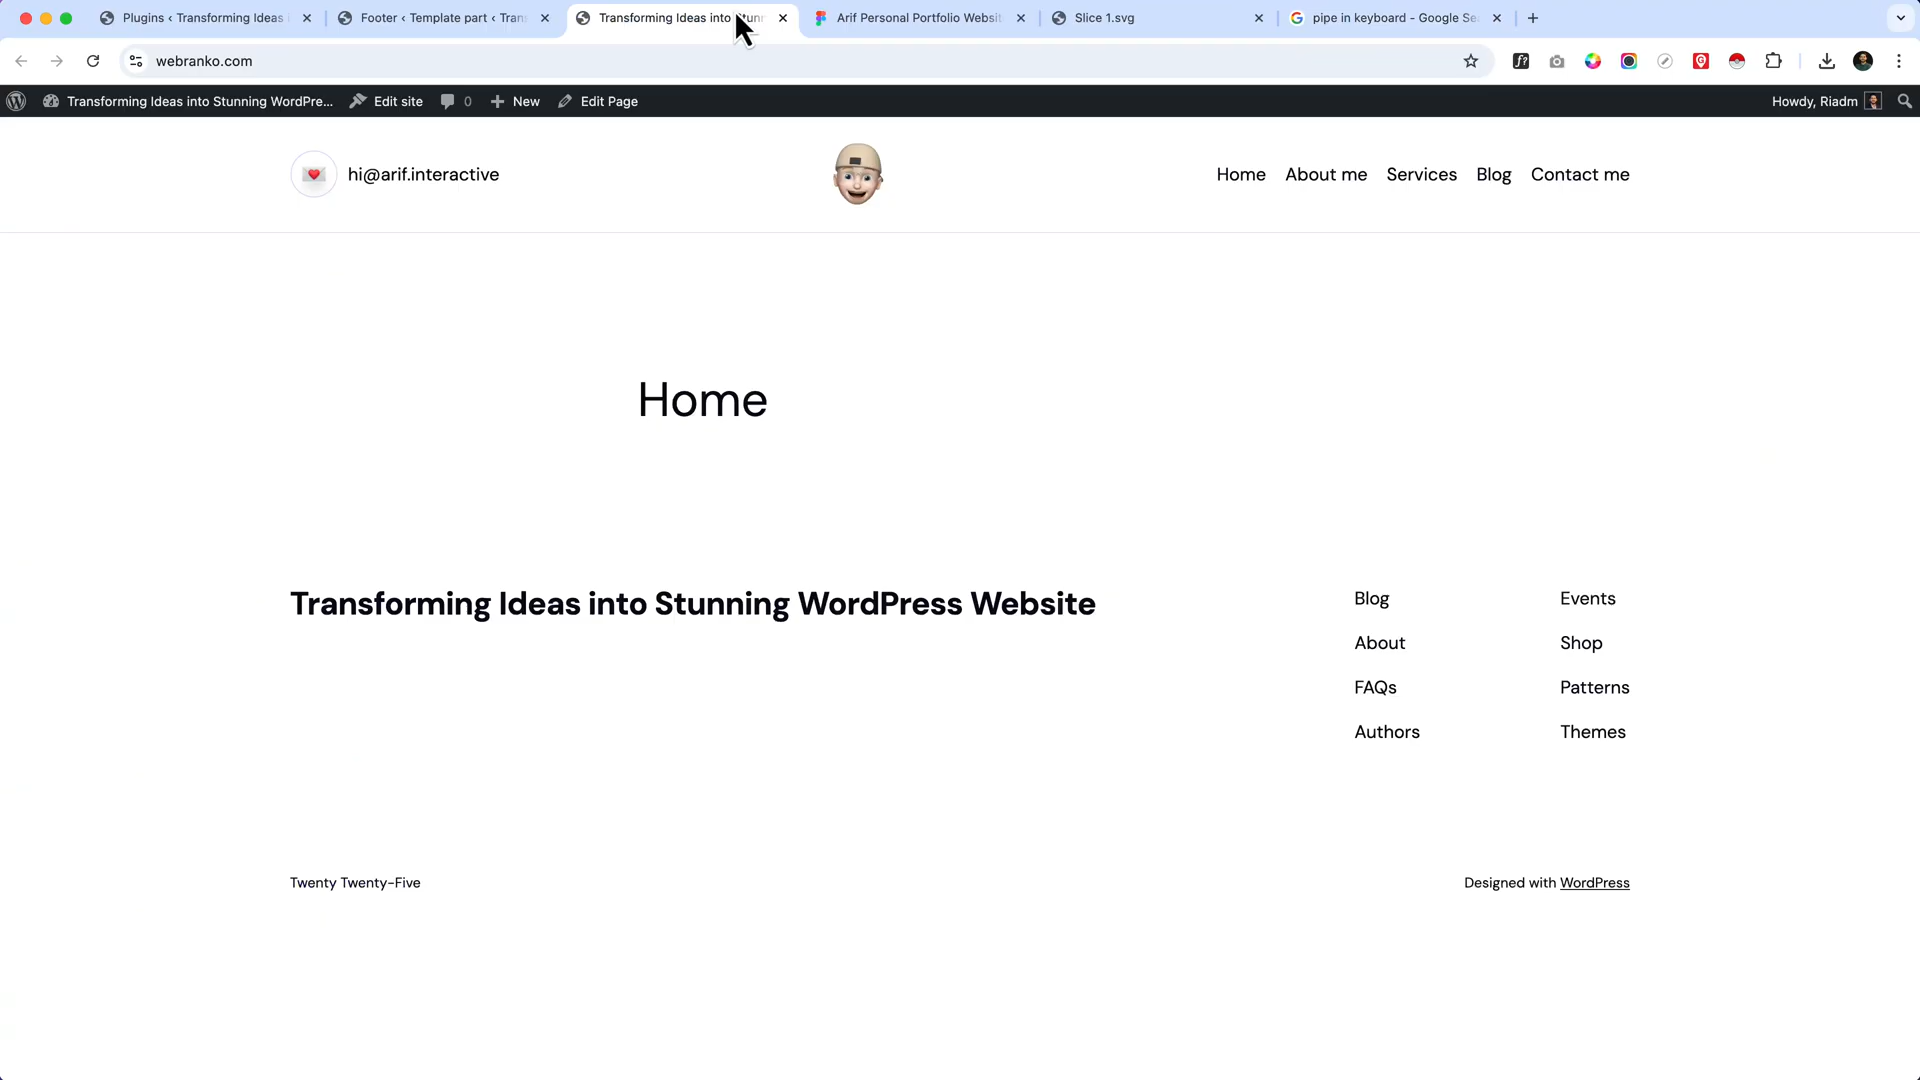 Plugins ‹ Transforming Ideas
Footer ‹ Template part ‹ Tran
Transforming Ideas into Stunn
Arif Personal Portfolio Websit
Slice 1.svg
pipe in keyboard - Google Se
webranko.com
Transforming Ideas into Stunning WordPre...
Edit site
0
New
Edit Page
Howdy, Riadm
hi@arif.interactive
Home
About me
Services
Blog
Contact me
Home
Transforming Ideas into Stunning WordPress Website
Blog
About
FAQs
Authors
Events
Shop
Patterns
Themes
Twenty Twenty-Five
Designed with WordPress